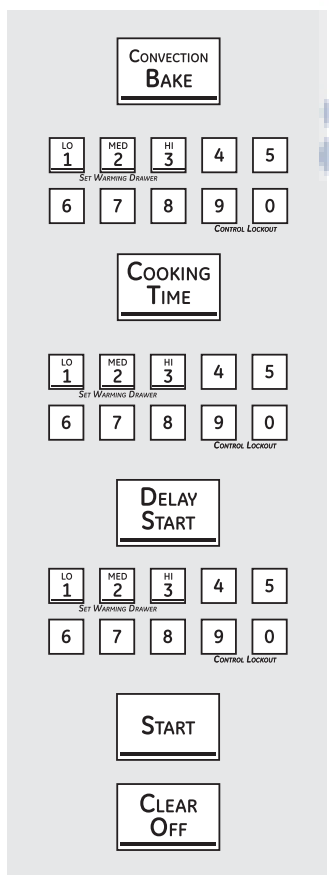 CONVECTION
BAKE
LO MED HI
1 2 3 4 5
SET WARMING DRAWER
6 7 8 9 0
CONTROL LOCKOUT
COOKING
TIME
LO MED HI
1 2 3 4 5
SET WARMING DRAWER
6 7 8 9 0
CONTROL LOCKOUT
DELAY
START
LO MED HI
1 2 3 4 5
SET WARMING DRAWER
6 7 8 9 0
CONTROL LOCKOUT
START
CLEAR
OFF